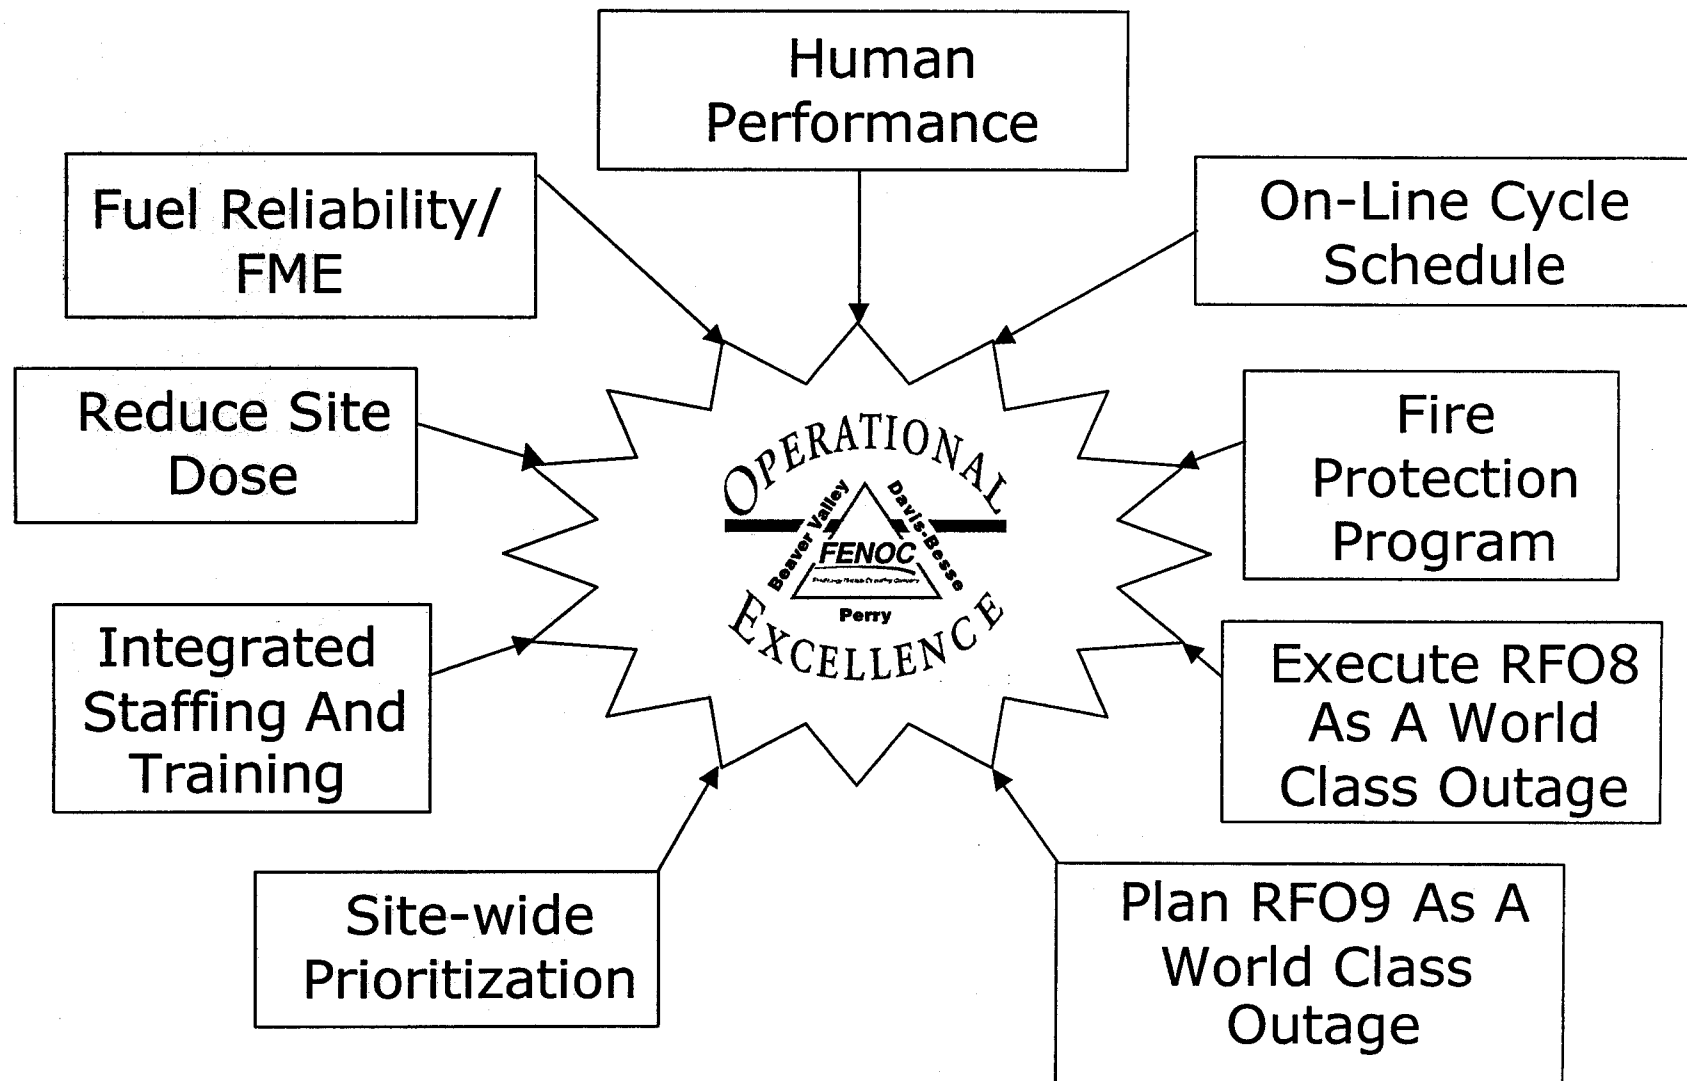 Human
Performance
Fuel Reliability/
FME
On-Line Cycle
Schedule
Reduce Site
Dose
Fire
Protection
Program
OPERATIONAL
Beaver Valley
Davis-Besse
FENOC
Perry
EXCELLENCE
Integrated
Staffing And
Training
Execute RFO8
As A World
Class Outage
Site-wide
Prioritization
Plan RFO9 As A
World Class
Outage